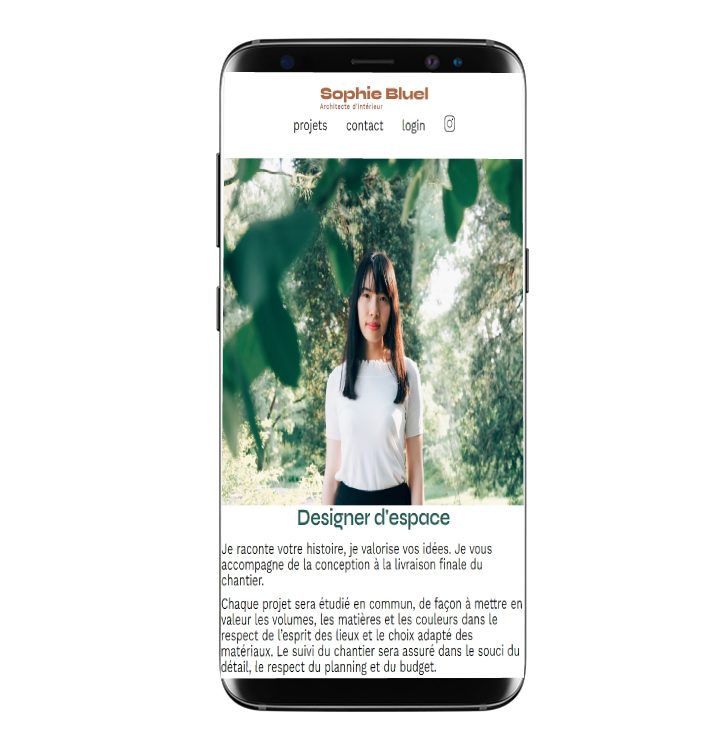 Sophie Bluel
Architecte d'intérieur
projets contact login
Designer d'espace
Je raconte votre histoire, je valorise vos idées. Je vous
accompagne de la conception à la livraison finale du
chantier.
Chaque projet sera étudié en commun, de façon à mettre en
valeur les volumes, les matières et les couleurs dans le
respect de l'esprit des lieux et le choix adapté des
matériaux. Le suivi du chantier sera assuré dans le souci du
détail, le respect du planning et du budget.